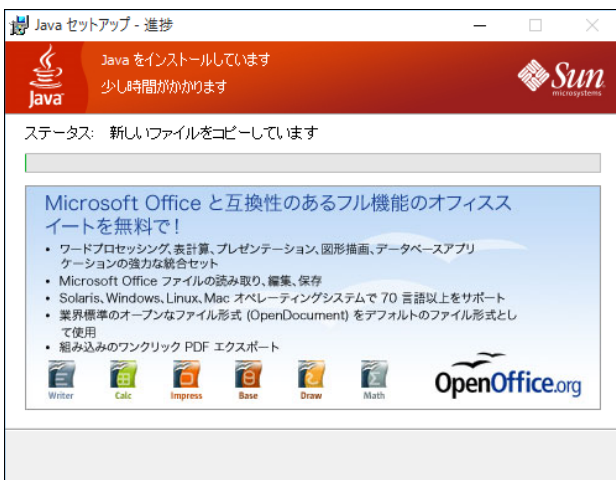 Java セットアップ - 進捗
Java をインストールしています
少し時間がかかります
Java
Sun
microsystems
ステータス: 新しいファイルをコピーしています
Microsoft Office と互換性のあるフル機能のオフィスス
イートを無料で!
• ワードプロセッシング、表計算、プレゼンテーション、図形描画、データベースアプリ
ケーションの強力な統合セット
• Microsoft Office ファイルの読み取り、編集、保存
• Solaris、Windows、Linux、Mac オペレーティングシステムで 70 言語以上をサポート
• 業界標準のオープンなファイル形式 (OpenDocument) をデフォルトのファイル形式とし
て使用
• 組み込みのワンクリック PDF エクスポート
Writer Calc Impress Base Draw Math
OpenOffice.org